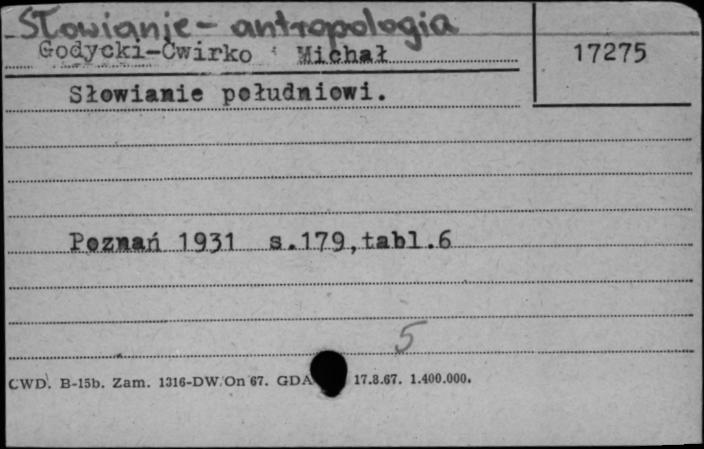 Słowianie - antropologia
Godycki-Ćwirko Michał
17275
Słowianie południowi.
Poznań 1931 s.179,tabl.6
5
CWD. B-15b. Zam. 1316-DW.On 67. GDA 17.8.67. 1.400.000.